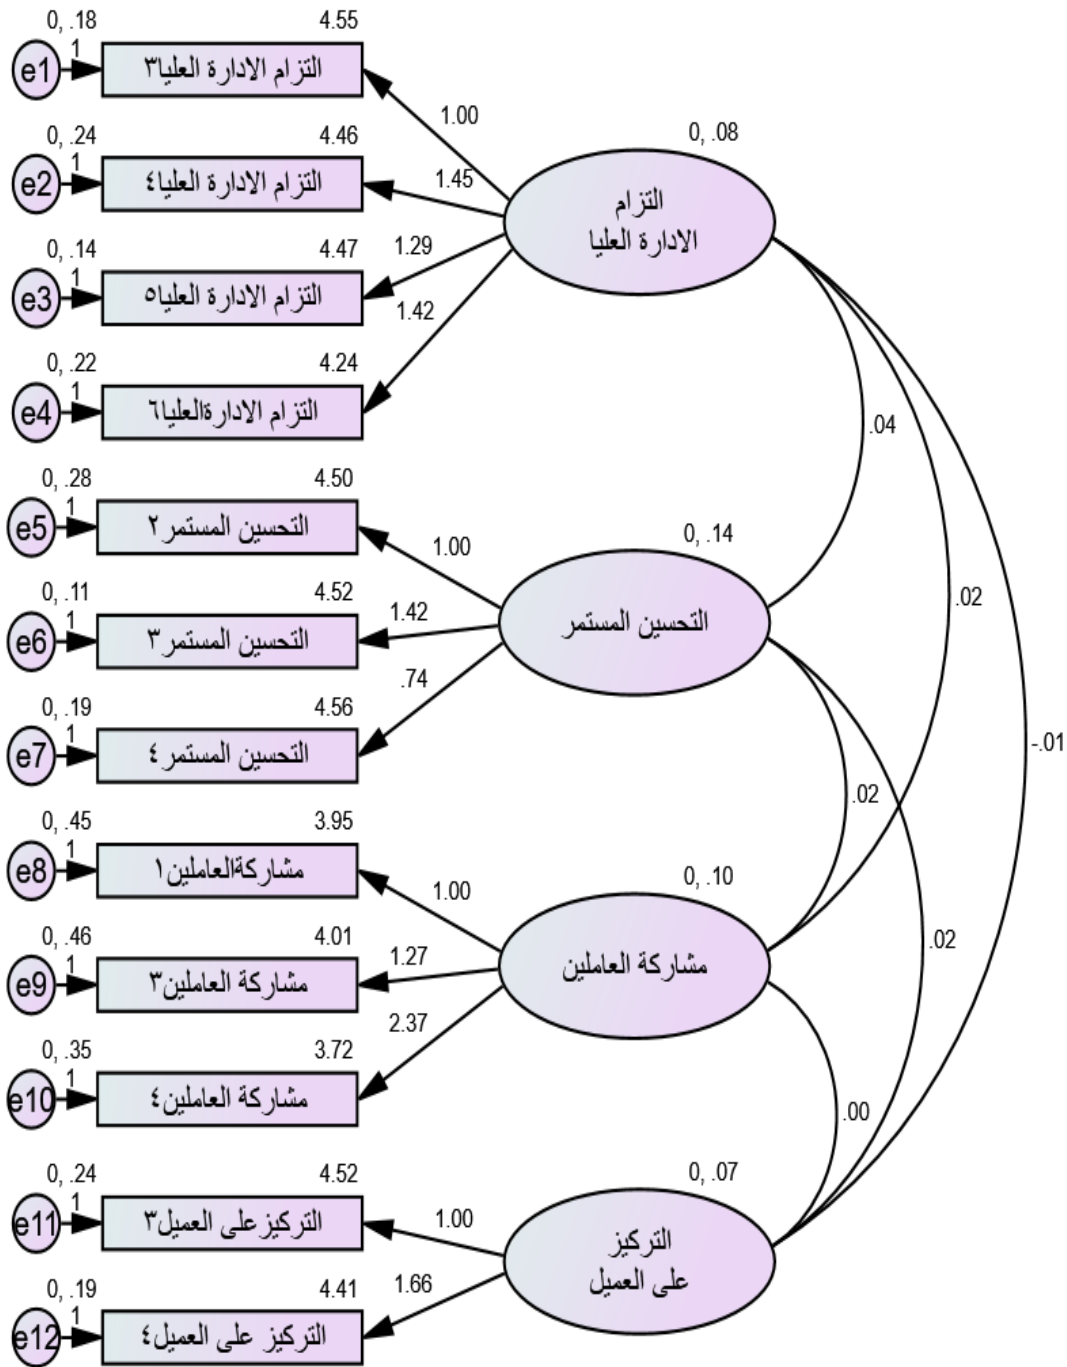 0, .18
4.55
1
e1
التزام الادارة العليا٣
1.00
0, .08
0, .24
4.46
1
e2
التزام الادارة العليا٤
1.45
التزام
الادارة العليا
0, .14
4.47
1
e3
التزام الادارة العليا٥
1.29
1.42
0, .22
4.24
1
e4
التزام الادارةالعليا٦
.04
0, .28
4.50
1
e5
التحسين المستمر٢
1.00
0, .14
0, .11
4.52
1
e6
التحسين المستمر٣
1.42
التحسين المستمر
.02
.74
0, .19
4.56
1
e7
التحسين المستمر٤
-.01
.02
0, .45
3.95
1
e8
مشاركةالعاملين١
1.00
0, .10
0, .46
4.01
1
e9
مشاركة العاملين٣
1.27
مشاركة العاملين
.02
2.37
0, .35
3.72
1
e10
مشاركة العاملين٤
.00
0, .24
4.52
1
e11
التركيزعلى العميل٣
1.00
0, .07
التركيز
على العميل
0, .19
4.41
1
e12
التركيز على العميل٤
1.66